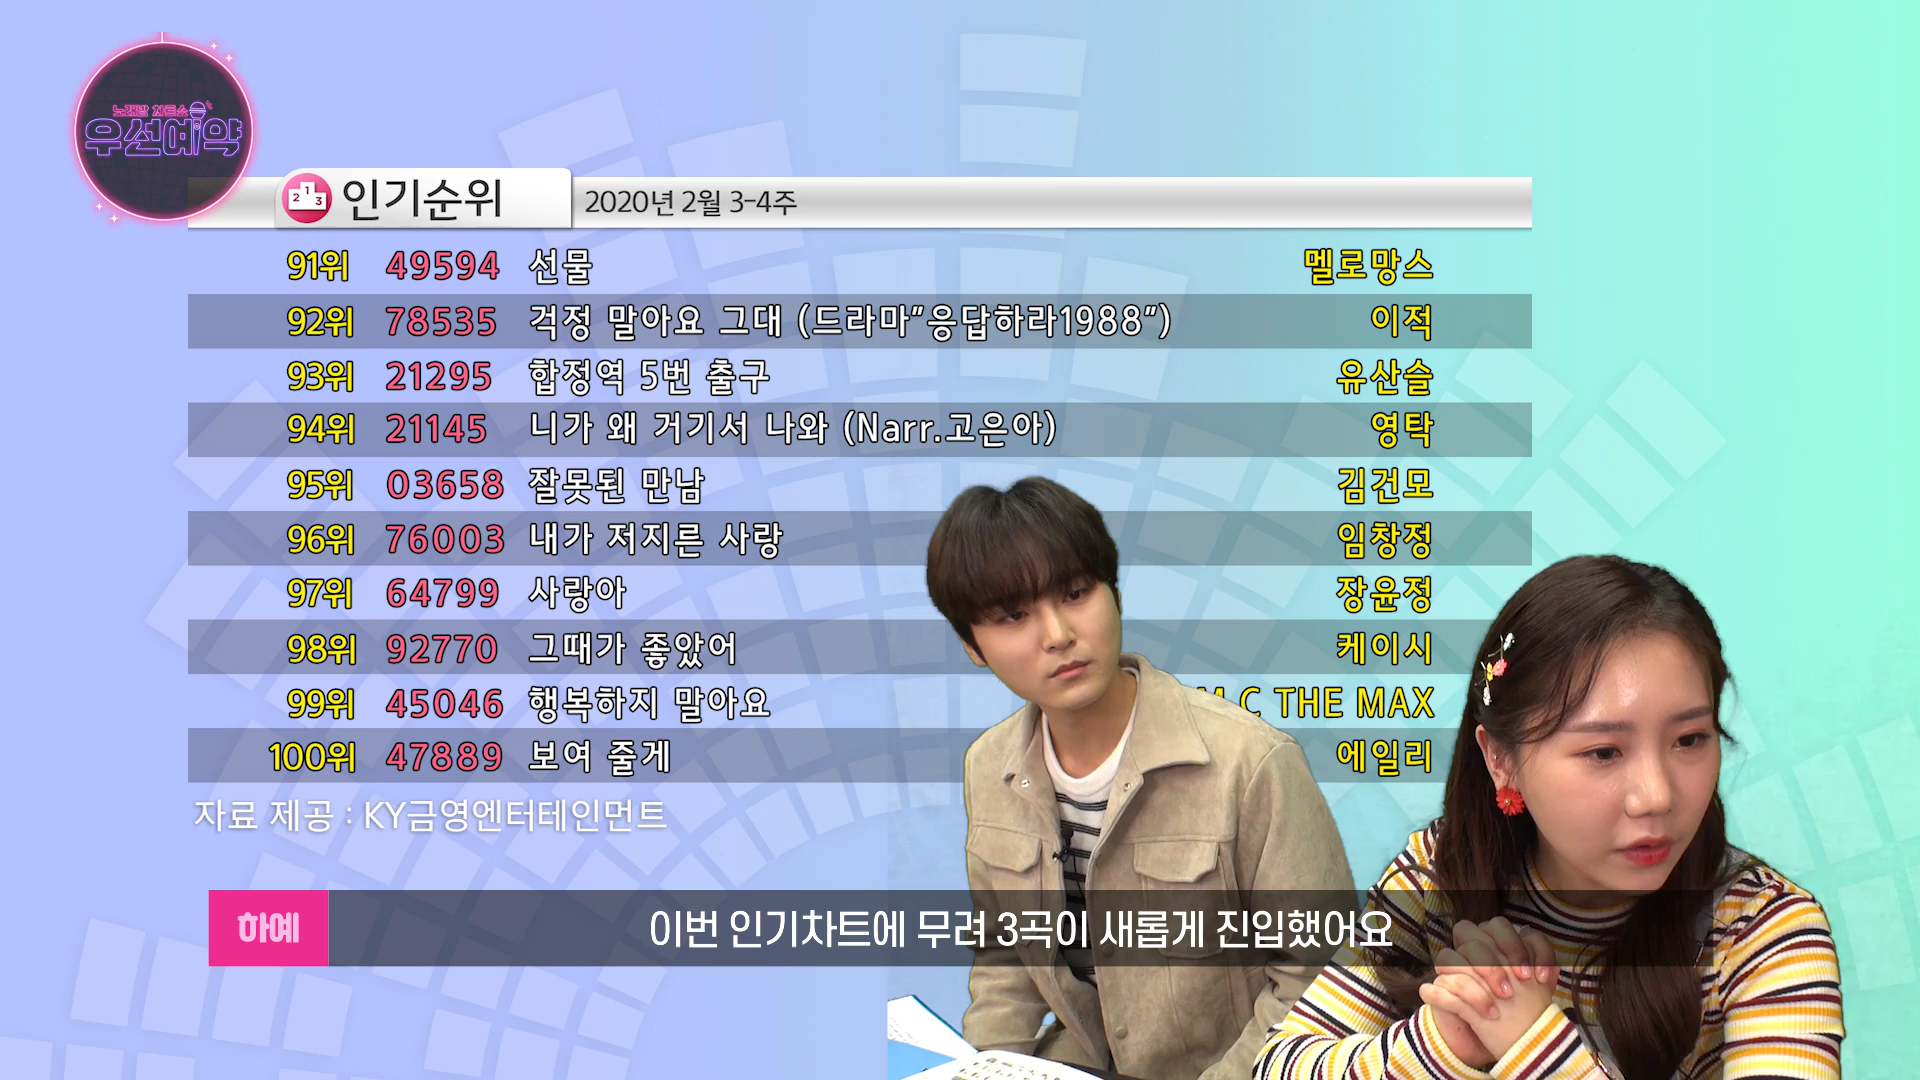 노래방 차트쇼
우선예약
2 1 3 인기순위 2020년 2월 3-4주
91위 49594 선물 멜로망스
92위 78535 걱정 말아요 그대 (드라마"응답하라1988") 이적
93위 21295 합정역 5번 출구 유산슬
94위 21145 니가 왜 거기서 나와 (Narr.고은아) 영탁
95위 03658 잘못된 만남 김건모
96위 76003 내가 저지른 사랑 임창정
97위 64799 사랑아 장윤정
98위 92770 그때가 좋았어 케이시
99위 45046 행복하지 말아요 M C THE MAX
100위 47889 보여 줄게 에일리
자료 제공 : KY금영엔터테인먼트
하예 이번 인기차트에 무려 3곡이 새롭게 진입했어요